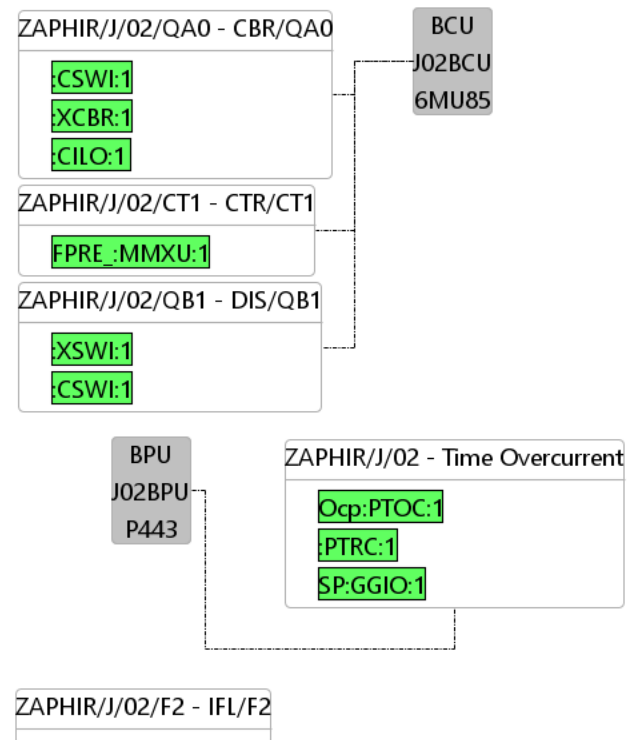 ZAPHIR/J/02/QA0 - CBR/QA0
:CSWI:1
:XCBR:1
:CILO:1
BCU
J02BCU
6MU85
ZAPHIR/J/02/CT1 - CTR/CT1
FPRE_:MMXU:1
ZAPHIR/J/02/QB1 - DIS/QB1
:XSWI:1
:CSWI:1
BPU
J02BPU
P443
ZAPHIR/J/02 - Time Overcurrent
Ocp:PTOC:1
:PTRC:1
SP:GGIO:1
ZAPHIR/J/02/F2 - IFL/F2